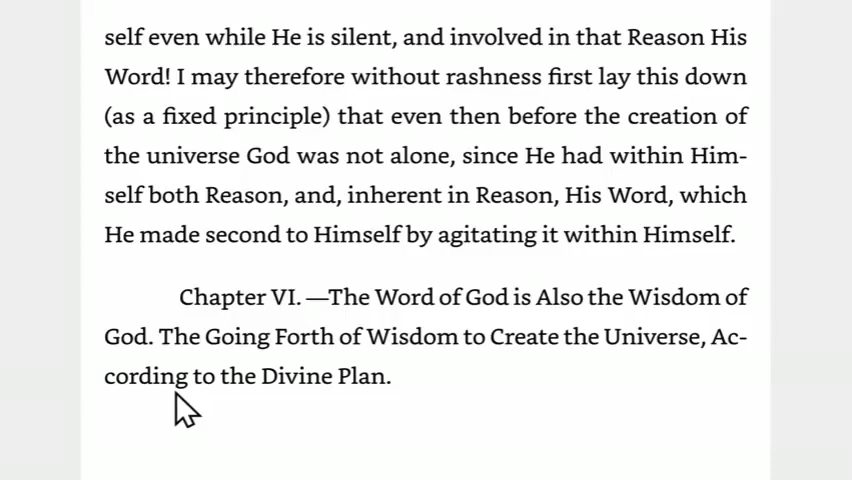 self even while He is silent, and involved in that Reason His
Word! I may therefore without rashness first lay this down
(as a fixed principle) that even then before the creation of
the universe God was not alone, since He had within Him-
self both Reason, and, inherent in Reason, His Word, which
He made second to Himself by agitating it within Himself.
Chapter VI. —The Word of God is Also the Wisdom of
God. The Going Forth of Wisdom to Create the Universe, Ac-
cording to the Divine Plan.